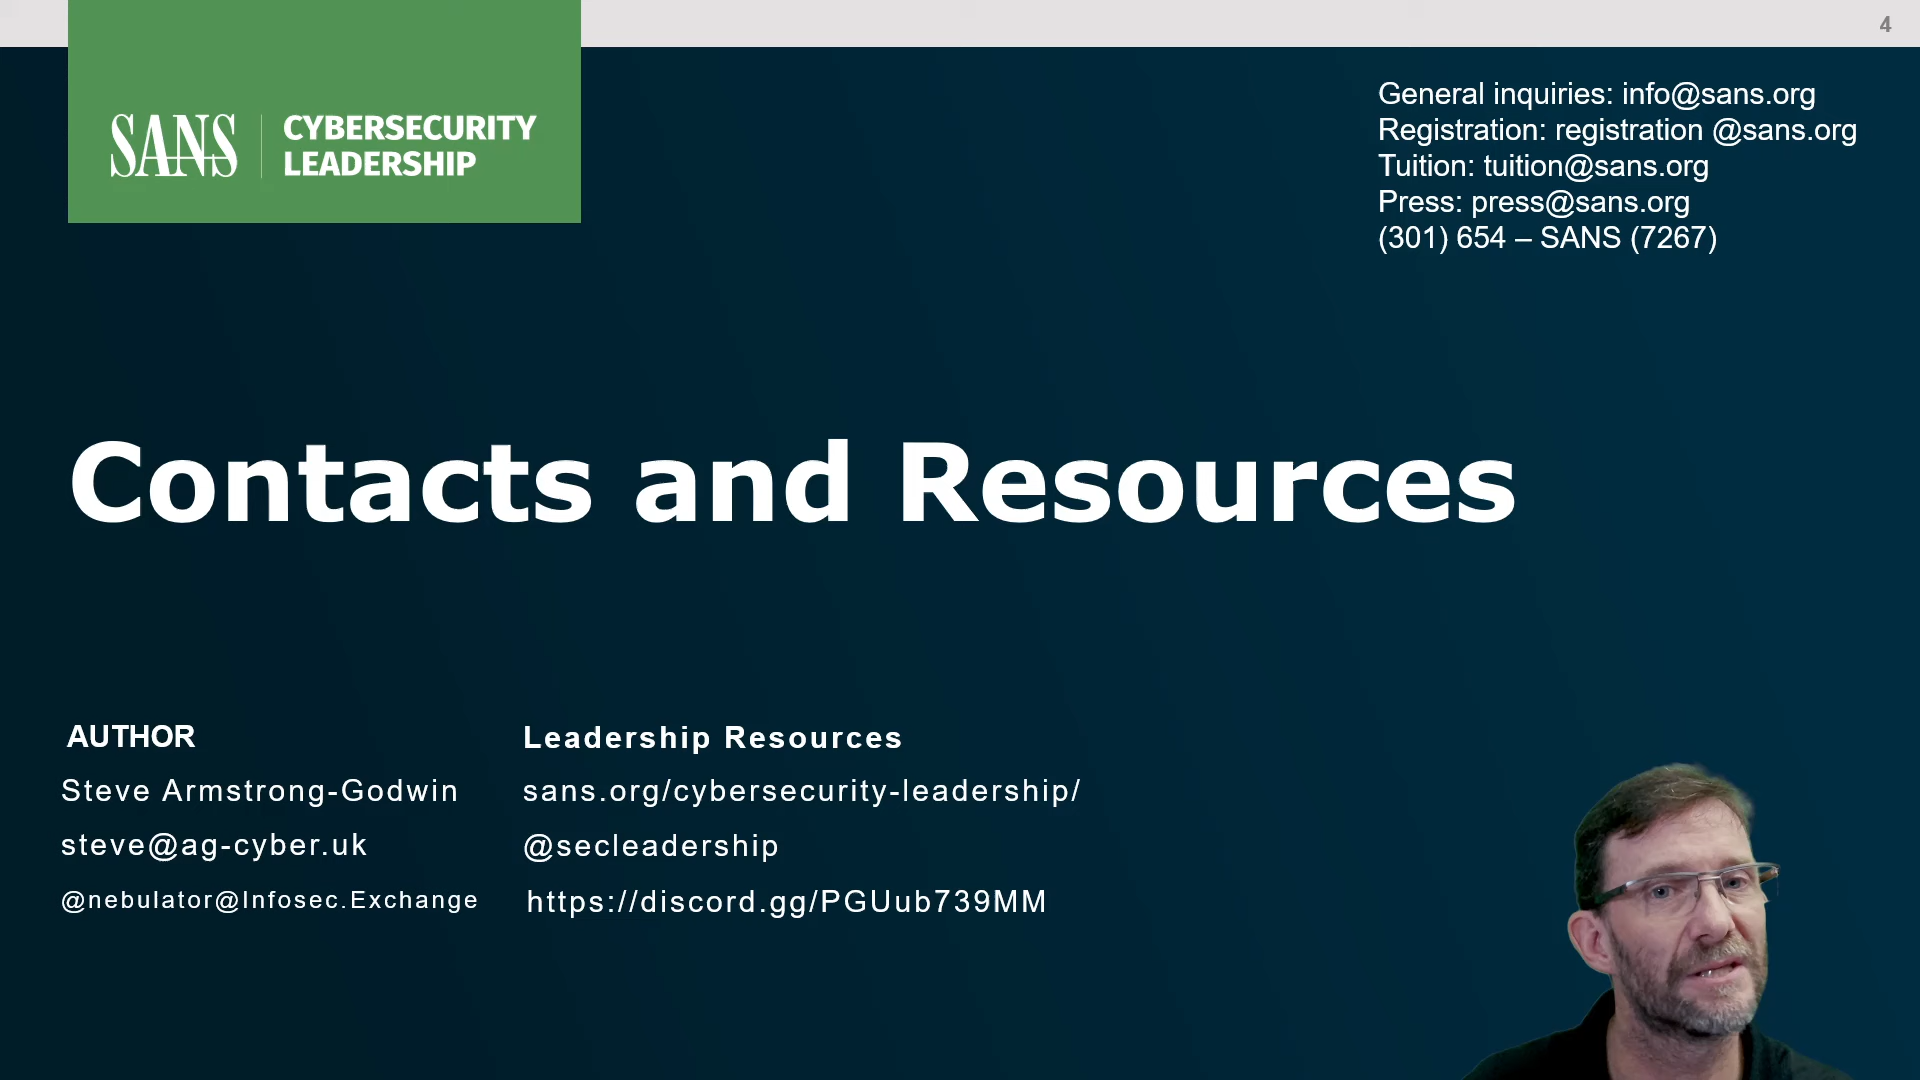 4
SANS
CYBERSECURITY
LEADERSHIP
General inquiries: info@sans.org
Registration: registration @sans.org
Tuition: tuition@sans.org
Press: press@sans.org
(301) 654 – SANS (7267)
Contacts and Resources
AUTHOR
Steve Armstrong-Godwin
steve@ag-cyber.uk
@nebulator@Infosec.Exchange
Leadership Resources
sans.org/cybersecurity-leadership/
@secleadership
https://discord.gg/PGUub739MM